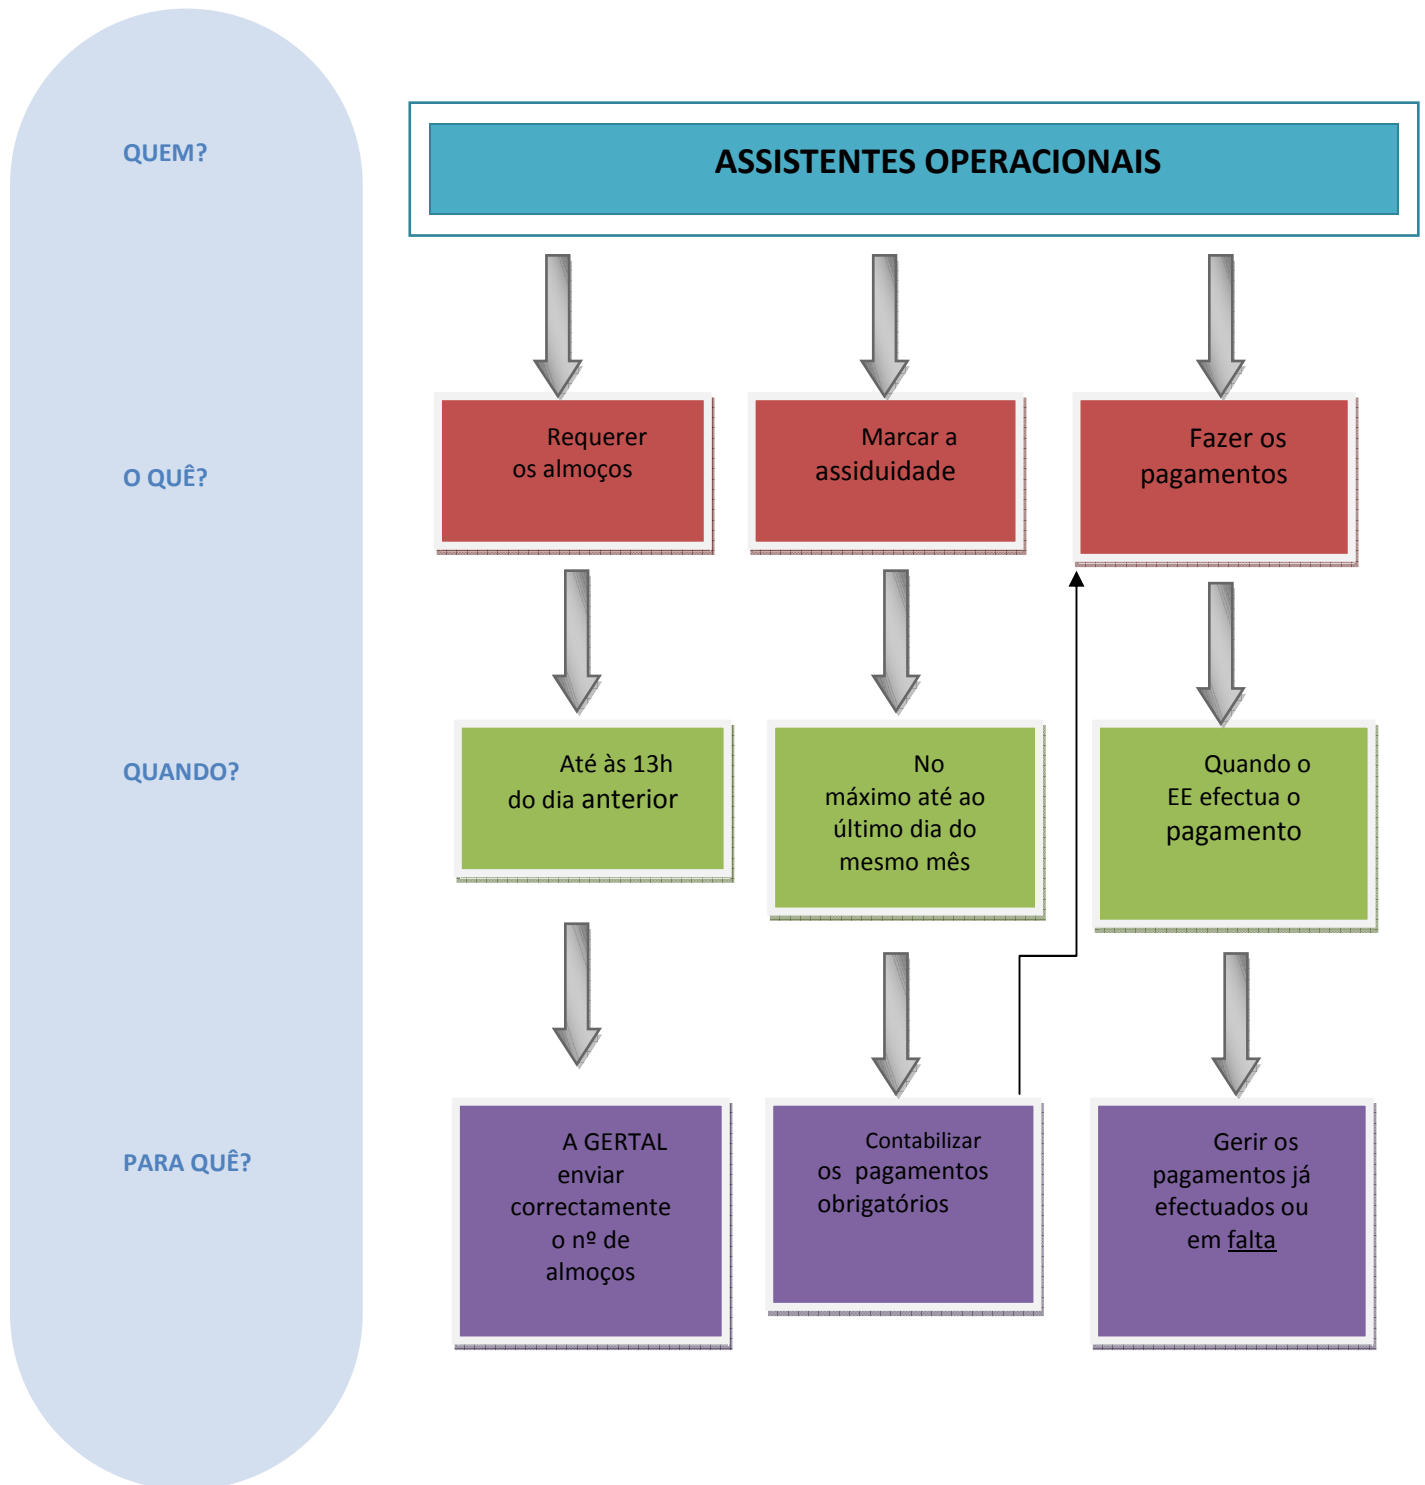 QUEM?
ASSISTENTES OPERACIONAIS
O QUÊ?
Requerer
os almoços
Marcar a
assiduidade
Fazer os
pagamentos
QUANDO?
Até às 13h
do dia anterior
No
máximo até ao
último dia do
mesmo mês
Quando o
EE efectua o
pagamento
PARA QUÊ?
A GERTAL
enviar
correctamente
o nº de
almoços
Contabilizar
os pagamentos
obrigatórios
Gerir os
pagamentos já
efectuados ou
em falta